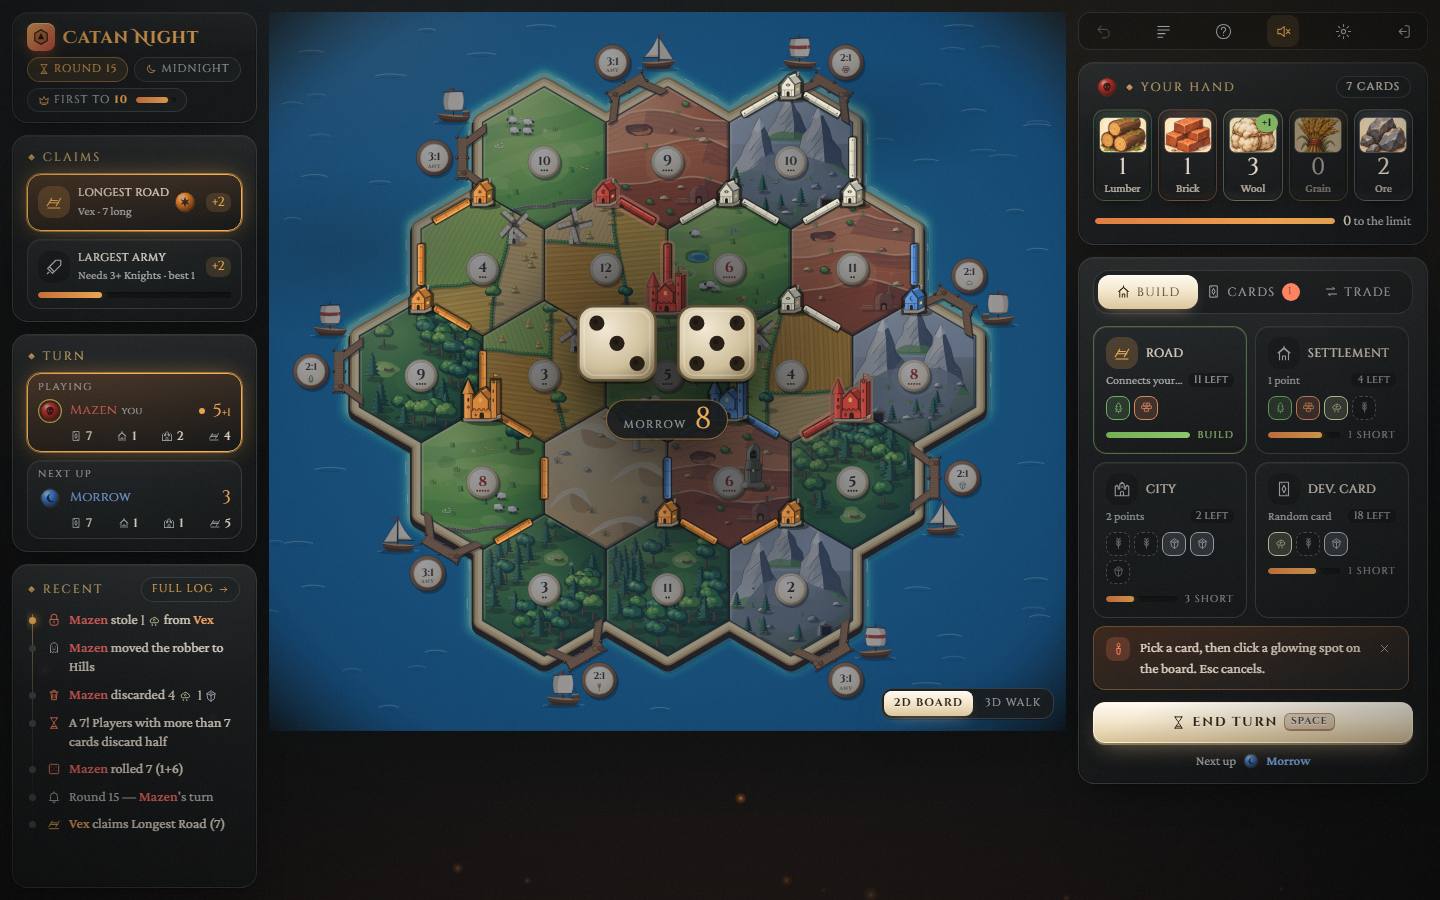 CATAN NIGHT
ROUND 15
MIDNIGHT
FIRST TO 10
CLAIMS
LONGEST ROAD
Vex · 7 long
+2
LARGEST ARMY
Needs 3+ Knights · best 1
+2
TURN
PLAYING
MAZEN YOU
5+1
7 1 2 4
NEXT UP
MORROW
3
7 1 1 5
RECENT
FULL LOG →
Mazen stole 1 from Vex
Mazen moved the robber to
Hills
Mazen discarded 4 1
A 7! Players with more than 7
cards discard half
Mazen rolled 7 (1+6)
Round 15 — Mazen's turn
Vex claims Longest Road (7)
3:1
ANY
2:1
3:1
ANY
10
9
10
4
12
6
11
2:1
2:1
9
3
5
4
8
MORROW 8
8
6
5
2:1
3:1
ANY
3
11
2
2:1
3:1
ANY
2D BOARD
3D WALK
YOUR HAND
7 CARDS
+1
1
1
3
0
2
Lumber
Brick
Wool
Grain
Ore
0 to the limit
BUILD
CARDS 1
TRADE
ROAD
Connects your...
11 LEFT
BUILD
SETTLEMENT
1 point
4 LEFT
1 SHORT
CITY
2 points
2 LEFT
3 SHORT
DEV. CARD
Random card
18 LEFT
1 SHORT
Pick a card, then click a glowing spot on
the board. Esc cancels.
END TURN SPACE
Next up Morrow